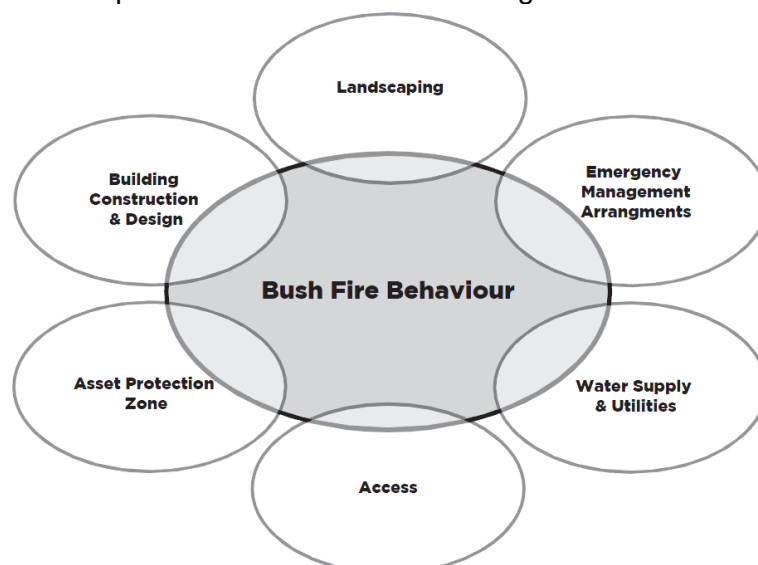 Landscaping
Building
Construction
& Design
Emergency
Management
Arrangments
Bush Fire Behaviour
Asset Protection
Zone
Water Supply
& Utilities
Access